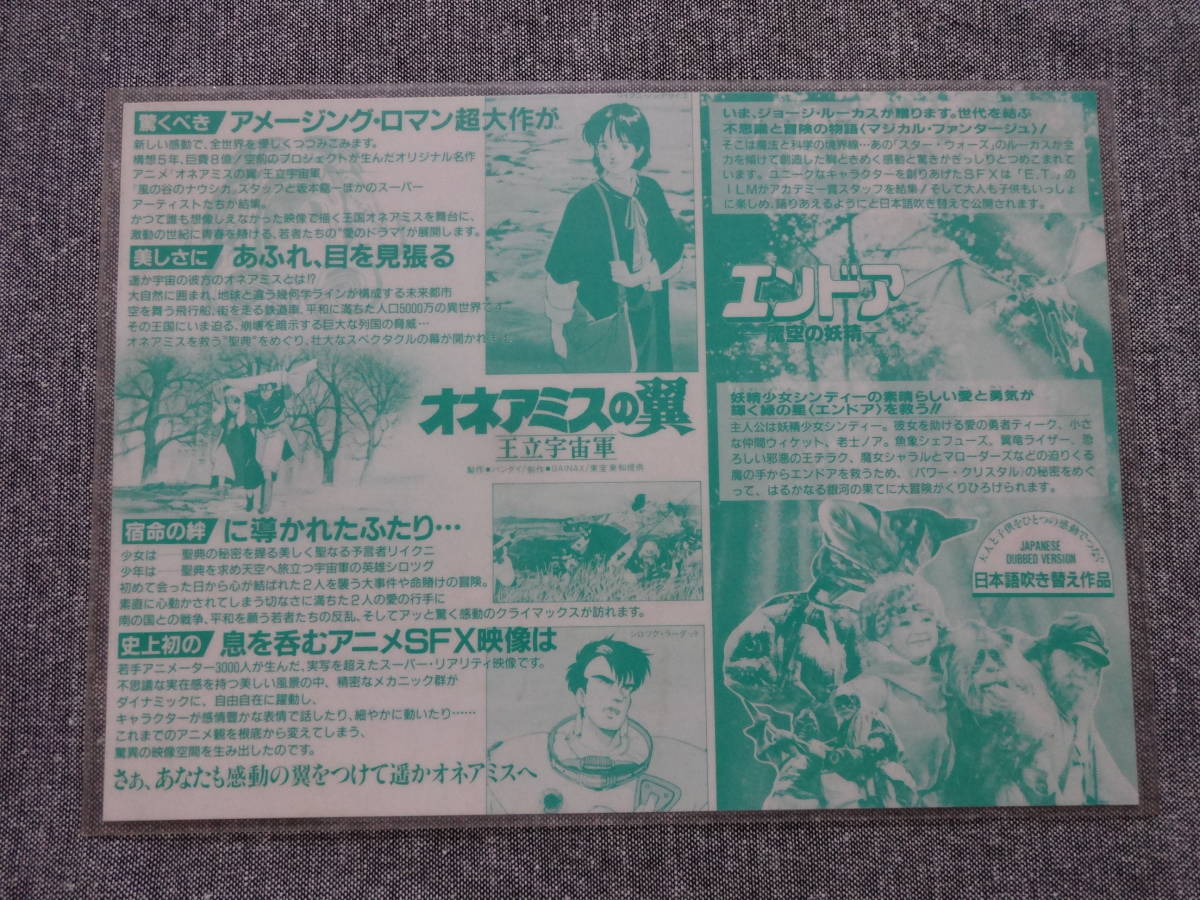 驚くべき アメージング・ロマン超大作が
新しい感動で、全世界を優しくつつみこみます。
構想5年、巨費8億!空前のプロジェクトが生んだオリジナル名作
アニメ『オネアミスの翼/王立宇宙軍』
『風の谷のナウシカ』スタッフと坂本龍一ほかのスーパー
アーティストたちが結集。
かつて誰も想像しえなかった映像で描く王国オネアミスを舞台に、
激動の世紀に青春を賭ける、若者たちの“愛のドラマ”が展開します。
美しさに あふれ、目を見張る
遥か宇宙の彼方のオネアミスとは!?
大自然に囲まれ、地球と違う幾何学ラインが構成する未来都市
空を舞う飛行船、街を走る鉄道車、平和に満ちた人口5000万の異世界です。
その王国にいま迫る、崩壊を暗示する巨大な列国の脅威…
オネアミスを救う“聖典”をめぐり、壮大なスペクタクルの幕が開かれます。
オネアミスの翼
王立宇宙軍
製作●バンダイ/制作●GAINAX/東宝東和提供
宿命の絆 に導かれたふたり…
少女は――聖典の秘密を握る美しく聖なる予言者リイクニ
少年は――聖典を求め天空へ旅立つ宇宙軍の英雄シロツグ
初めて会った日から心が結ばれた2人を襲う大事件や命賭けの冒険。
素直に心動かされてしまう切なさに満ちた2人の愛の行手に
南の国との戦争、平和を願う若者たちの反乱、そしてアッと驚く感動のクライマックスが訪れます。
史上初の 息を呑むアニメSFX映像は
若手アニメーター3000人が生んだ、実写を超えたスーパー・リアリティ映像です。
不思議な実在感を持つ美しい風景の中、精密なメカニック群が
ダイナミックに、自由自在に躍動し、
キャラクターが感情豊かな表情で話したり、細やかに動いたり……
これまでのアニメ観を根底から変えてしまう、
驚異の映像空間を生み出したのです。
さぁ、あなたも感動の翼をつけて遥かオネアミスへ
シロツグ・ラーダット
いま、ジョージ・ルーカスが贈ります。世代を結ぶ
不思議と冒険の物語〈マジカル・ファンタージュ〉!
そこは魔法と科学の境界線…あの「スター・ウォーズ」のルーカスが全
力を傾けて創造した胸ときめく感動と驚きがぎっしりとつめこまれて
います。ユニークなキャラクターを創りあげたSFXは「E.T.」の
ILMがアカデミー賞スタッフを結集!そして大人も子供もいっしょ
に楽しめ、語りあえるようにと日本語吹き替えで公開されます。
エンドア
―魔空の妖精―
妖精少女シンディーの素晴らしい愛と勇気が
輝く緑の星〈エンドア〉を救う!!
主人公は妖精少女シンディー。彼女を助ける愛の勇者ティーク、小さ
な仲間ウィケット、老士ノア。魚象シェフューズ、翼竜ライザー、恐
ろしい邪悪の王テラク、魔女シャラルとマローダーズなどの迫りくる
魔の手からエンドアを救うため、〈パワー・クリスタル〉の秘密をめぐ
って、はるかなる銀河の果てに大冒険がくりひろげられます。
大人と子供をひとつの感動でつなぐ
JAPANESE
DUBBED VERSION
日本語吹き替え作品